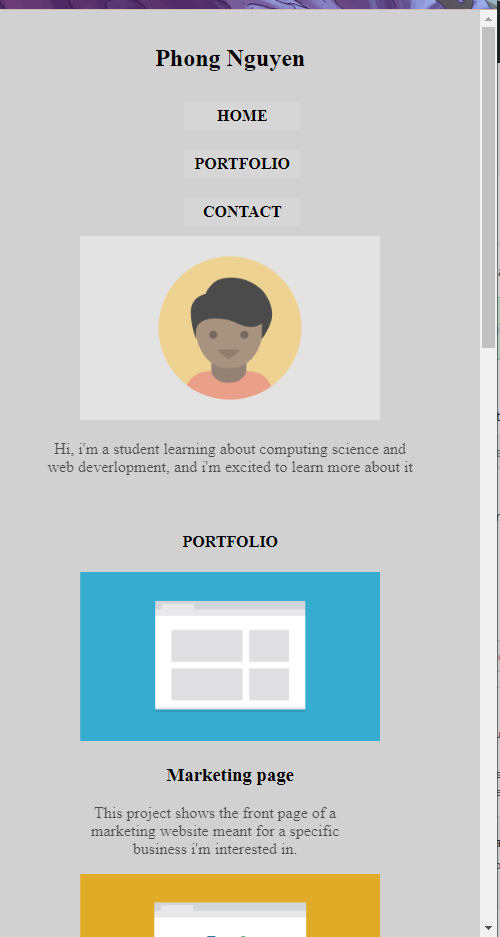 Phong Nguyen
HOME
PORTFOLIO
CONTACT
Hi, i'm a student learning about computing science and
web deverlopment, and i'm excited to learn more about it
PORTFOLIO
Marketing page
This project shows the front page of a
marketing website meant for a specific
business i'm interested in.